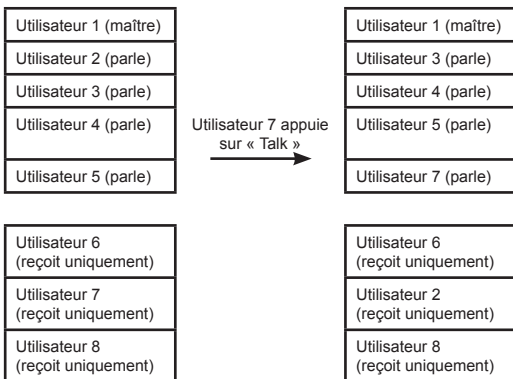 Utilisateur 1 (maître)
Utilisateur 2 (parle)
Utilisateur 3 (parle)
Utilisateur 4 (parle)
Utilisateur 5 (parle)
Utilisateur 6
(reçoit uniquement)
Utilisateur 7
(reçoit uniquement)
Utilisateur 8
(reçoit uniquement)
Utilisateur 7 appuie
sur « Talk »
Utilisateur 1 (maître)
Utilisateur 3 (parle)
Utilisateur 4 (parle)
Utilisateur 5 (parle)
Utilisateur 7 (parle)
Utilisateur 6
(reçoit uniquement)
Utilisateur 2
(reçoit uniquement)
Utilisateur 8
(reçoit uniquement)